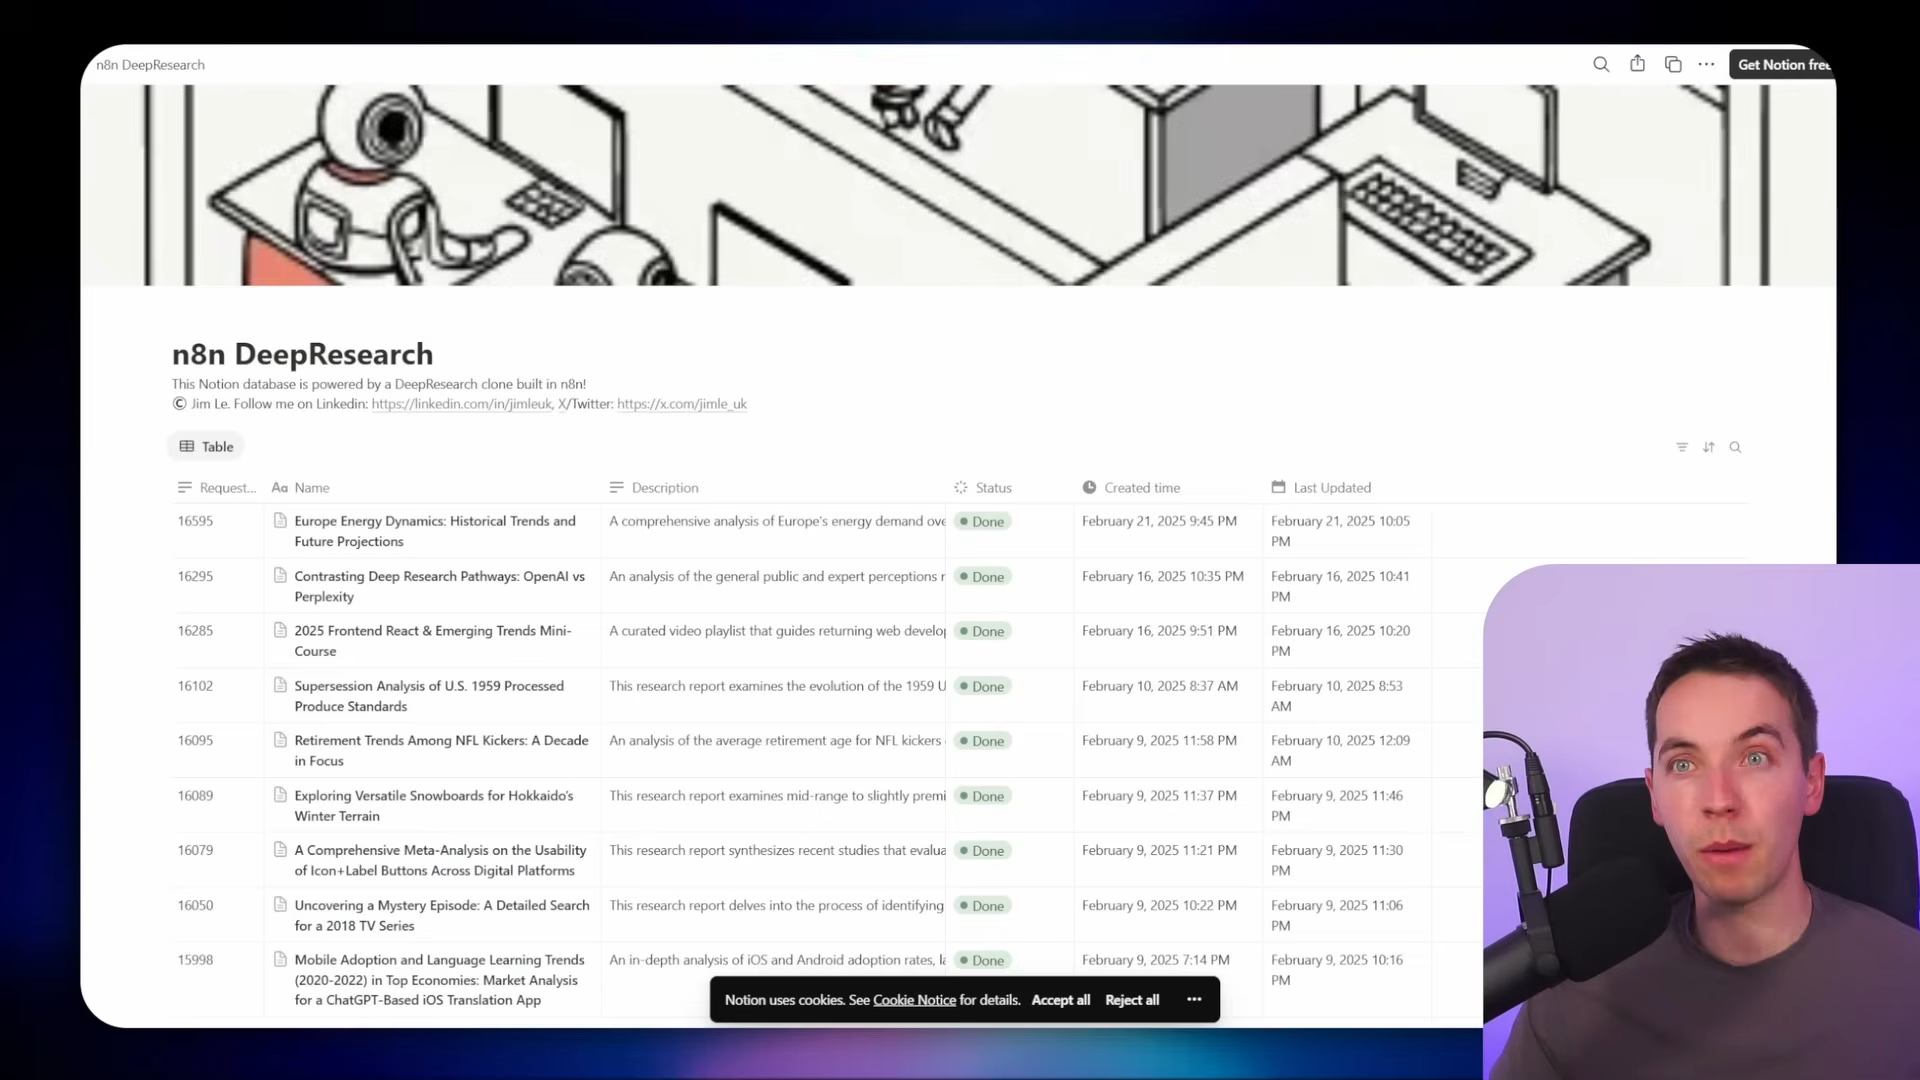 n8n DeepResearch
Get Notion free
n8n DeepResearch
This Notion database is powered by a DeepResearch clone built in n8n!
© Jim Le. Follow me on Linkedin: https://linkedin.com/in/jimleuk, X/Twitter: https://x.com/jimle_uk
Table
Request... Aa Name Description Status Created time Last Updated
16595 Europe Energy Dynamics: Historical Trends and A comprehensive analysis of Europe's energy demand ove Done February 21, 2025 9:45 PM February 21, 2025 10:05
Future Projections PM
16295 Contrasting Deep Research Pathways: OpenAI vs An analysis of the general public and expert perceptions Done February 16, 2025 10:35 PM February 16, 2025 10:41
Perplexity PM
16285 2025 Frontend React & Emerging Trends Mini- A curated video playlist that guides returning web develop Done February 16, 2025 9:51 PM February 16, 2025 10:20
Course PM
16102 Supersession Analysis of U.S. 1959 Processed This research report examines the evolution of the 1959 U Done February 10, 2025 8:37 AM February 10, 2025 8:53
Produce Standards AM
16095 Retirement Trends Among NFL Kickers: A Decade An analysis of the average retirement age for NFL kickers Done February 9, 2025 11:58 PM February 10, 2025 12:09
in Focus AM
16089 Exploring Versatile Snowboards for Hokkaido's This research report examines mid-range to slightly premi Done February 9, 2025 11:37 PM February 9, 2025 11:46
Winter Terrain PM
16079 A Comprehensive Meta-Analysis on the Usability This research report synthesizes recent studies that evalua Done February 9, 2025 11:21 PM February 9, 2025 11:30
of Icon+Label Buttons Across Digital Platforms PM
16050 Uncovering a Mystery Episode: A Detailed Search This research report delves into the process of identifying Done February 9, 2025 10:22 PM February 9, 2025 11:06
for a 2018 TV Series PM
15998 Mobile Adoption and Language Learning Trends An in-depth analysis of iOS and Android adoption rates, Done February 9, 2025 7:14 PM February 9, 2025 10:16
(2020-2022) in Top Economies: Market Analysis PM
for a ChatGPT-Based iOS Translation App
Notion uses cookies. See Cookie Notice for details. Accept all Reject all